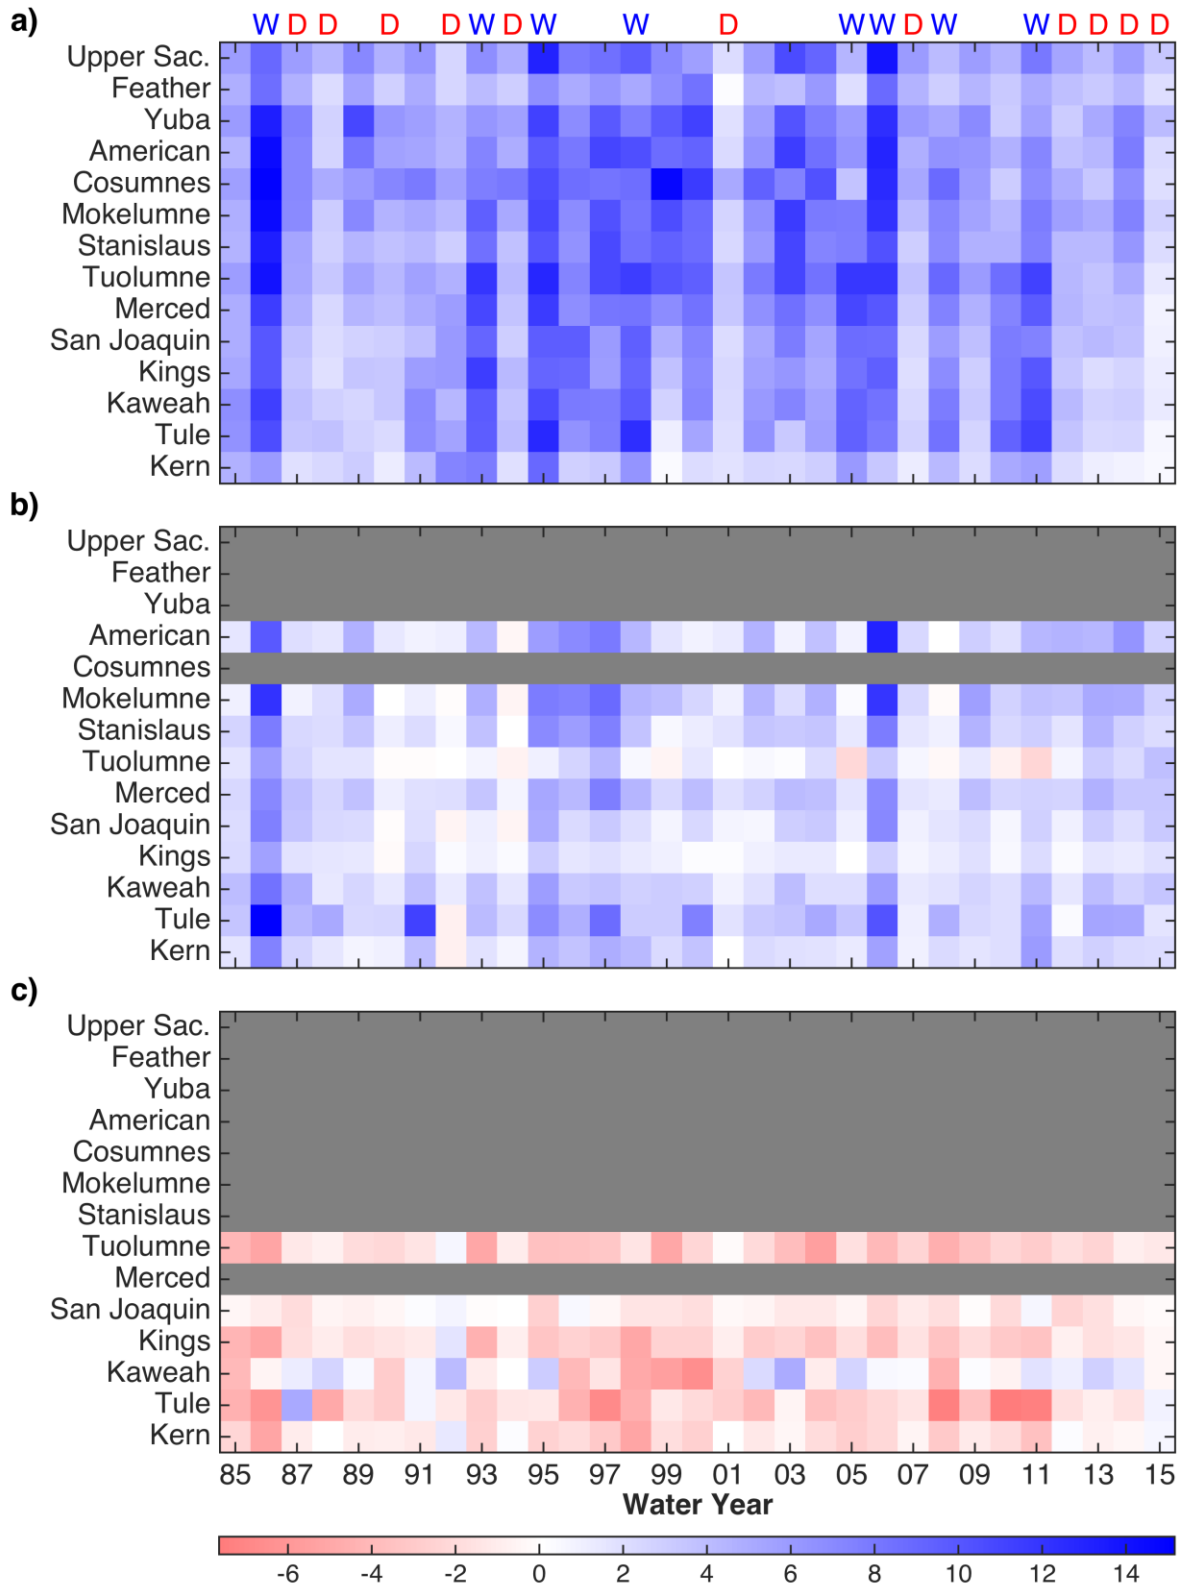 a) W D D D D W D W W D W W D W W D D D D
Upper Sac.
Feather
Yuba
American
Cosumnes
Mokelumne
Stanislaus
Tuolumne
Merced
San Joaquin
Kings
Kaweah
Tule
Kern
b)
Upper Sac.
Feather
Yuba
American
Cosumnes
Mokelumne
Stanislaus
Tuolumne
Merced
San Joaquin
Kings
Kaweah
Tule
Kern
c)
Upper Sac.
Feather
Yuba
American
Cosumnes
Mokelumne
Stanislaus
Tuolumne
Merced
San Joaquin
Kings
Kaweah
Tule
Kern
85 87 89 91 93 95 97 99 01 03 05 07 09 11 13 15
Water Year
-6 -4 -2 0 2 4 6 8 10 12 14